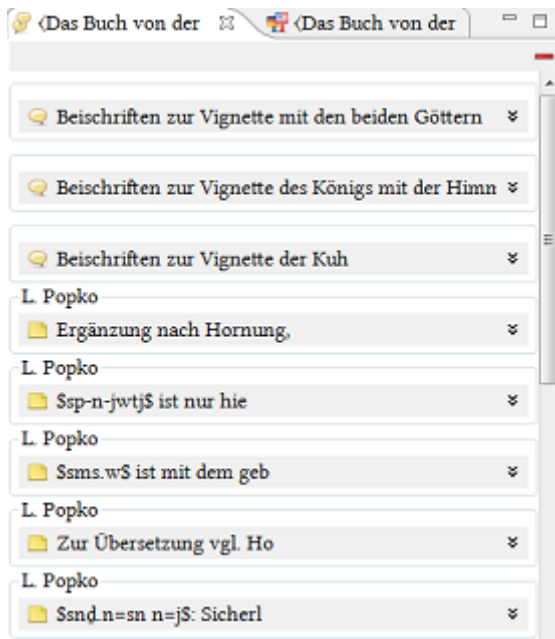 〈Das Buch von der 〈Das Buch von der
Beischriften zur Vignette mit den beiden Göttern
Beischriften zur Vignette des Königs mit der Himm
Beischriften zur Vignette der Kuh
L. Popko
Ergänzung nach Hornung,
L. Popko
$sp-n-jwtj$ ist nur hie
L. Popko
$sms.w$ ist mit dem geb
L. Popko
Zur Übersetzung vgl. Ho
L. Popko
$snḏ.n=sn n=j$: Sicherl